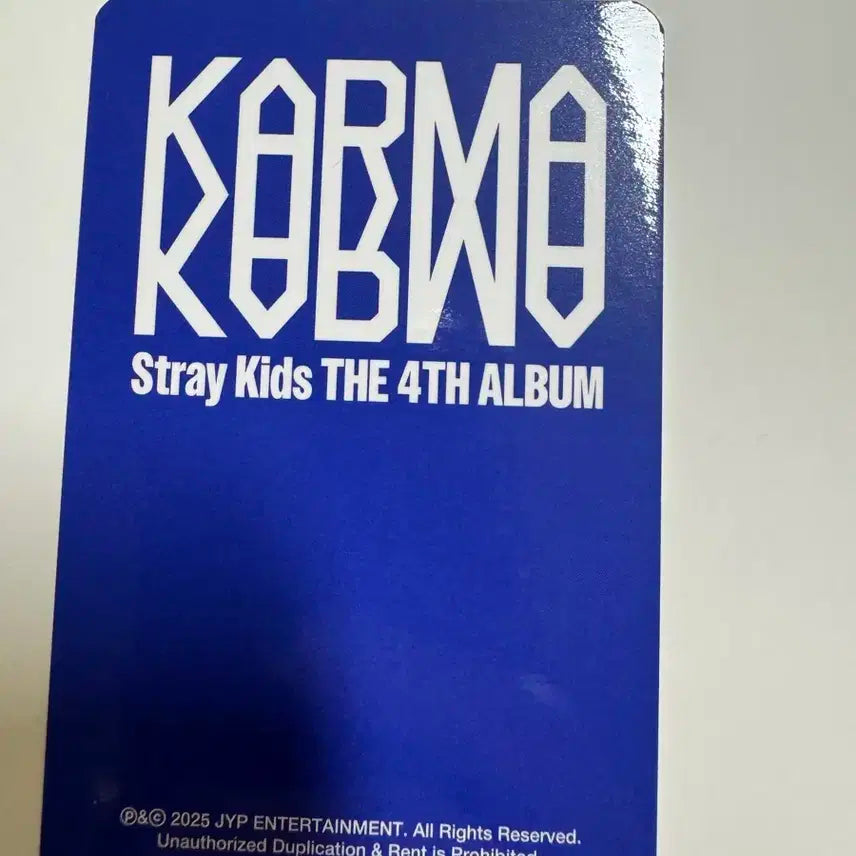 KARMA
Stray Kids THE 4TH ALBUM
℗&© 2025 JYP ENTERTAINMENT. All Rights Reserved.
Unauthorized Duplication & Rent is Prohibited.